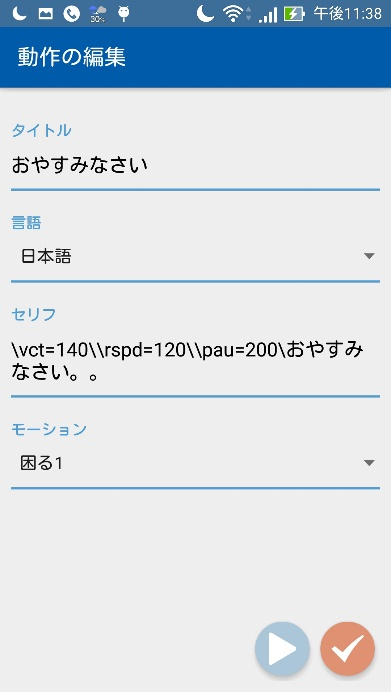 30% 午後11:38
動作の編集
タイトル
おやすみなさい
言語
日本語
セリフ
\vct=140\\rspd=120\\pau=200\おやすみ
なさい。。
モーション
困る1